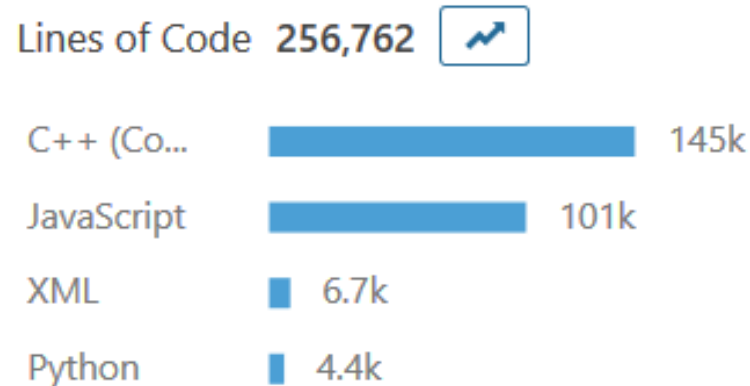 Lines of Code 256,762
C++ (Co... 145k
JavaScript 101k
XML 6.7k
Python 4.4k